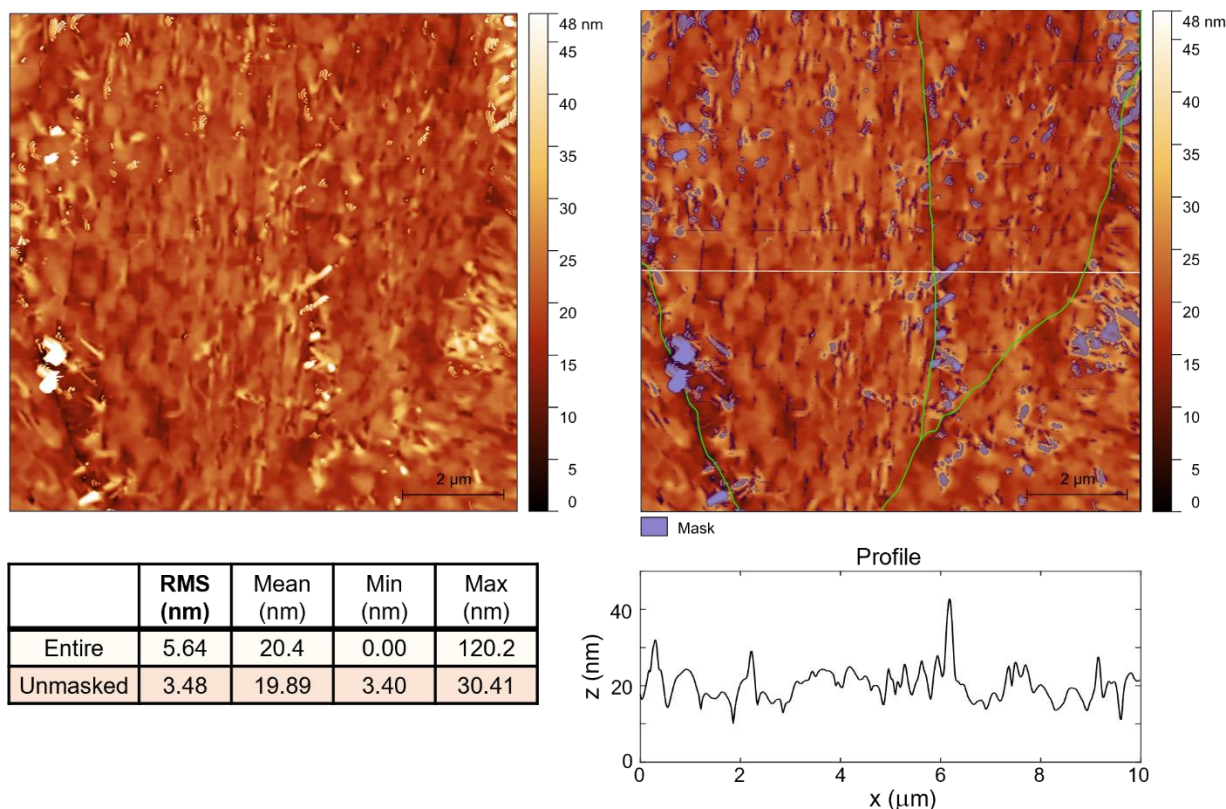 48 nm
45
40
35
30
25
20
15
10
5
0
2 µm
48 nm
45
40
35
30
25
20
15
10
5
0
2 µm
Mask
RMS (nm) Mean (nm) Min (nm) Max (nm)
Entire 5.64 20.4 0.00 120.2
Unmasked 3.48 19.89 3.40 30.41
Profile
z (nm)
40
20
0
0 2 4 6 8 10
x (µm)